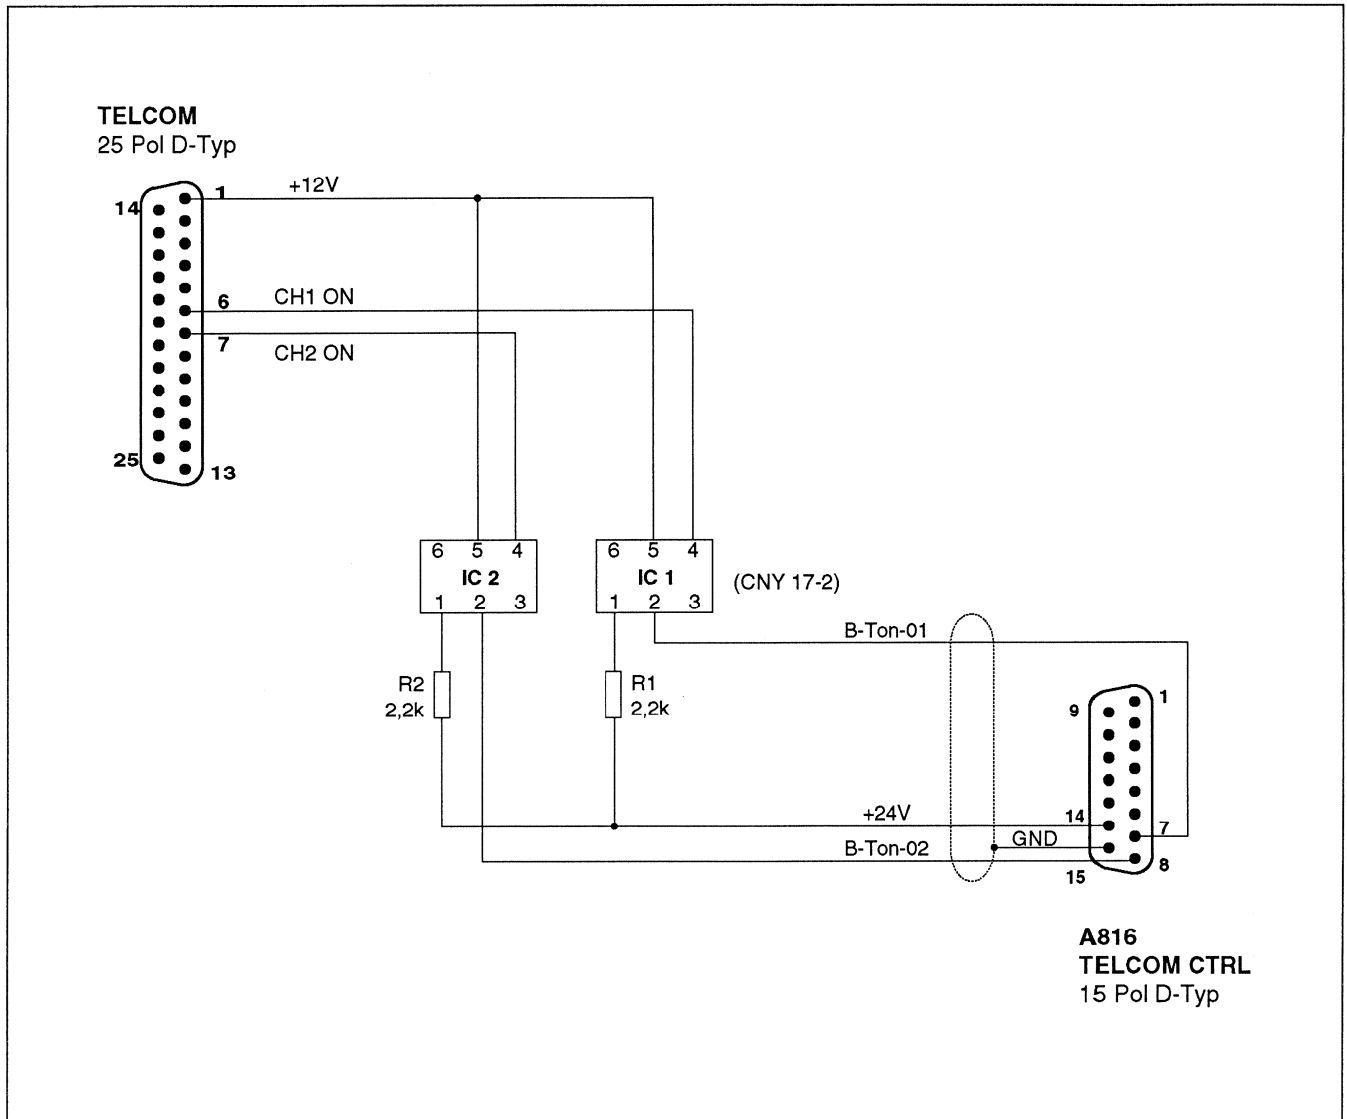 TELCOM
25 Pol D-Typ
1
+12V
14
6
CH1 ON
7
CH2 ON
25
13
6 5 4
IC 2
1 2 3
6 5 4
IC 1
1 2 3
(CNY 17-2)
B-Ton-01
R2
2,2k
R1
2,2k
1
9
+24V
14
7
GND
B-Ton-02
15
8
A816
TELCOM CTRL
15 Pol D-Typ